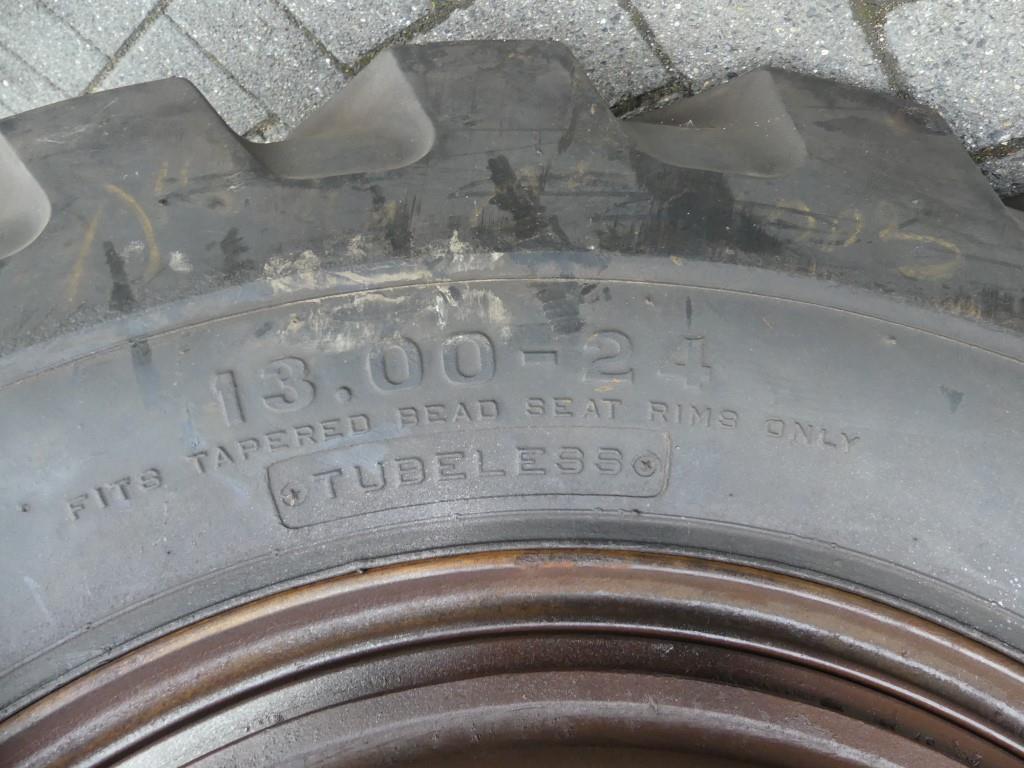 13.00-24
FITS TAPERED BEAD SEAT RIMS ONLY
TUBELESS